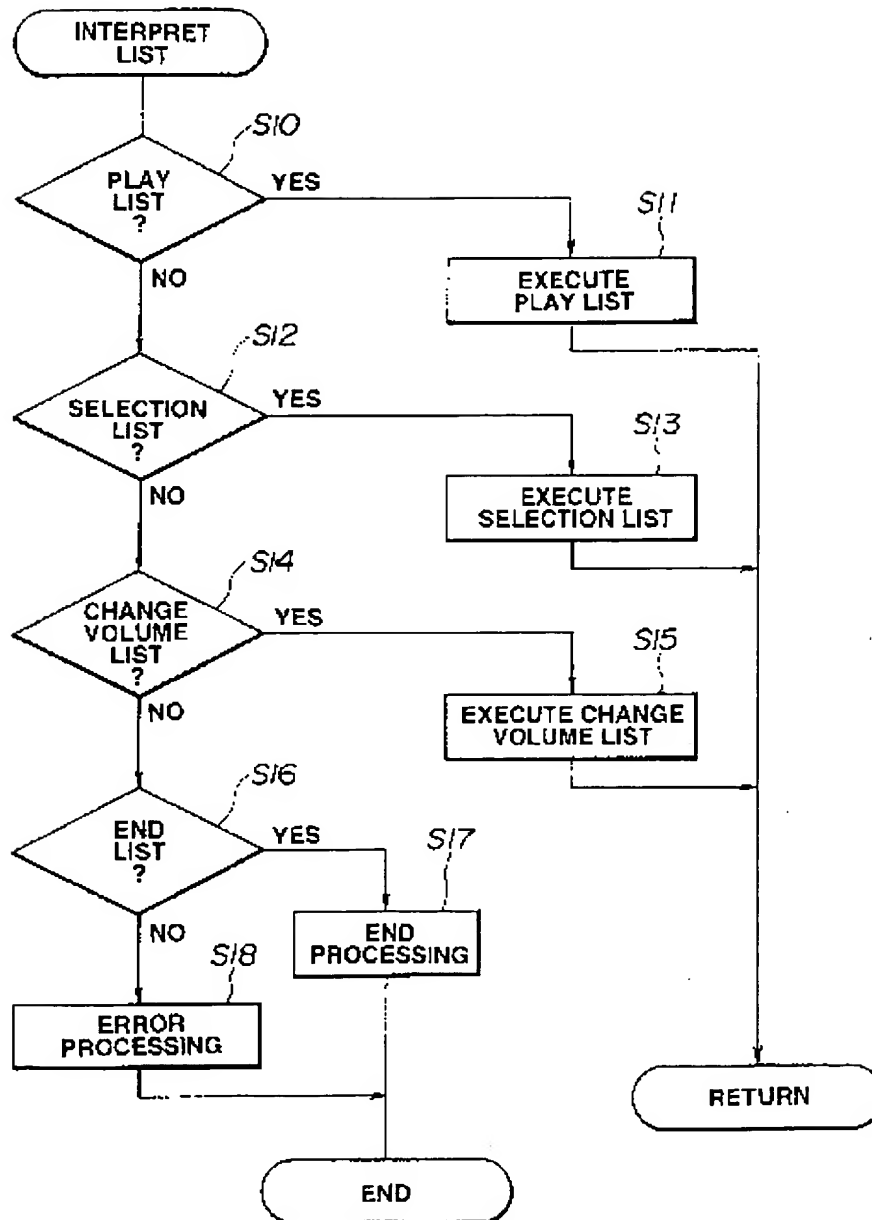 INTERPRET
LIST
S10
PLAY
LIST
?
YES
NO
S11
EXECUTE
PLAY LIST
S12
SELECTION
LIST
?
YES
NO
S13
EXECUTE
SELECTION LIST
S14
CHANGE
VOLUME
LIST
?
YES
NO
S15
EXECUTE CHANGE
VOLUME LIST
S16
END
LIST
?
YES
NO
S17
END
PROCESSING
S18
ERROR
PROCESSING
RETURN
END